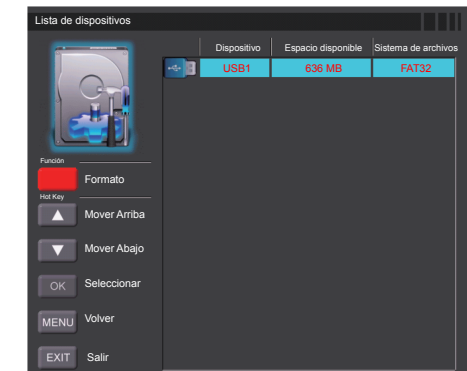 Lista de dispositivos
Dispositivo Espacio disponible Sistema de archivos
USB1 636 MB FAT32
Función
Formato
Hot Key
Mover Arriba
Mover Abajo
OK Seleccionar
MENU Volver
EXIT Salir